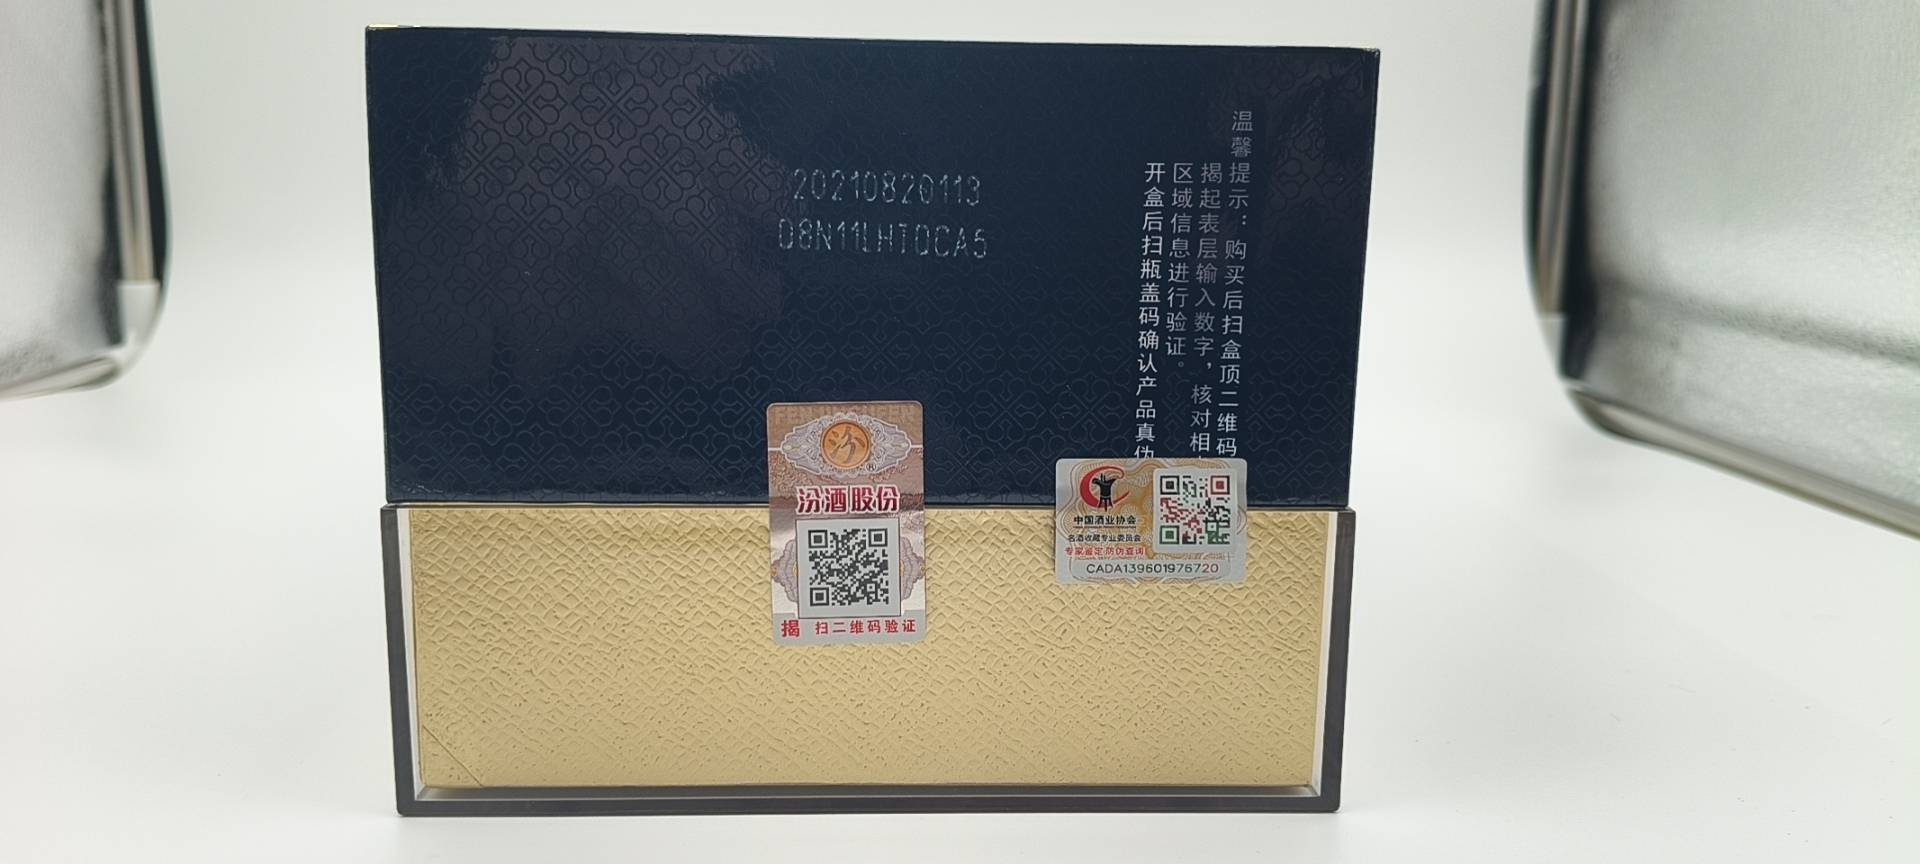 20210820113
08N11LHT0CA5
温馨提示：购买后扫盒顶二维码
揭起表层输入数字，核对相
区域信息进行验证。
开盒后扫瓶盖码确认产品真伪
汾
®
汾酒股份
揭 扫二维码验证
中国酒业协会
名酒收藏专业委员会
专家鉴定 防伪查询
CADA139601976720